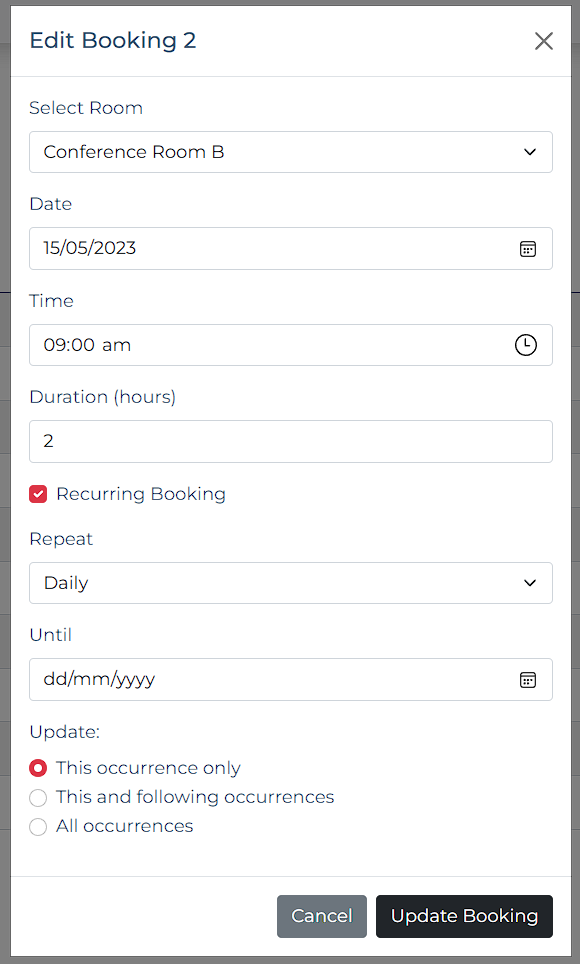 Edit Booking 2
Select Room
Conference Room B
Date
15/05/2023
Time
09:00 am
Duration (hours)
2
Recurring Booking
Repeat
Daily
Until
dd/mm/yyyy
Update:
This occurrence only
This and following occurrences
All occurrences
Cancel Update Booking